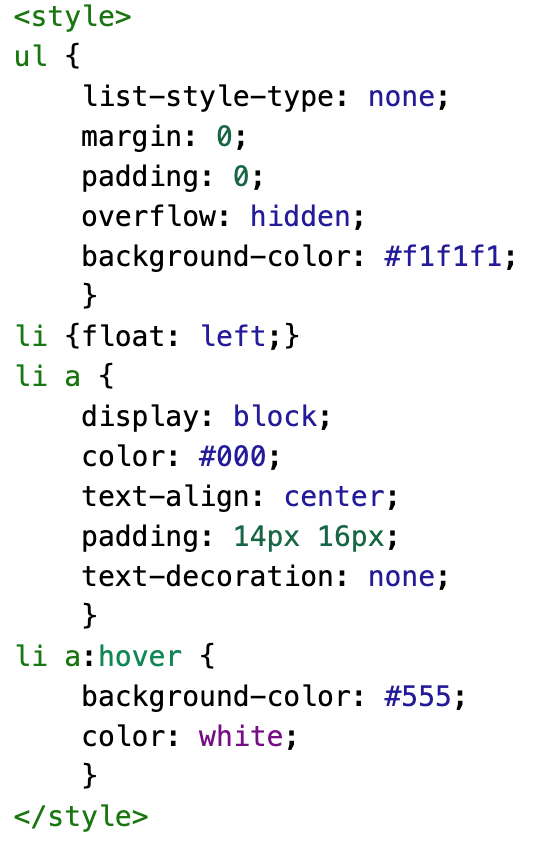 <style>
ul {
    list-style-type: none;
    margin: 0;
    padding: 0;
    overflow: hidden;
    background-color: #f1f1f1;
    }
li {float: left;}
li a {
    display: block;
    color: #000;
    text-align: center;
    padding: 14px 16px;
    text-decoration: none;
    }
li a:hover {
    background-color: #555;
    color: white;
    }
</style>